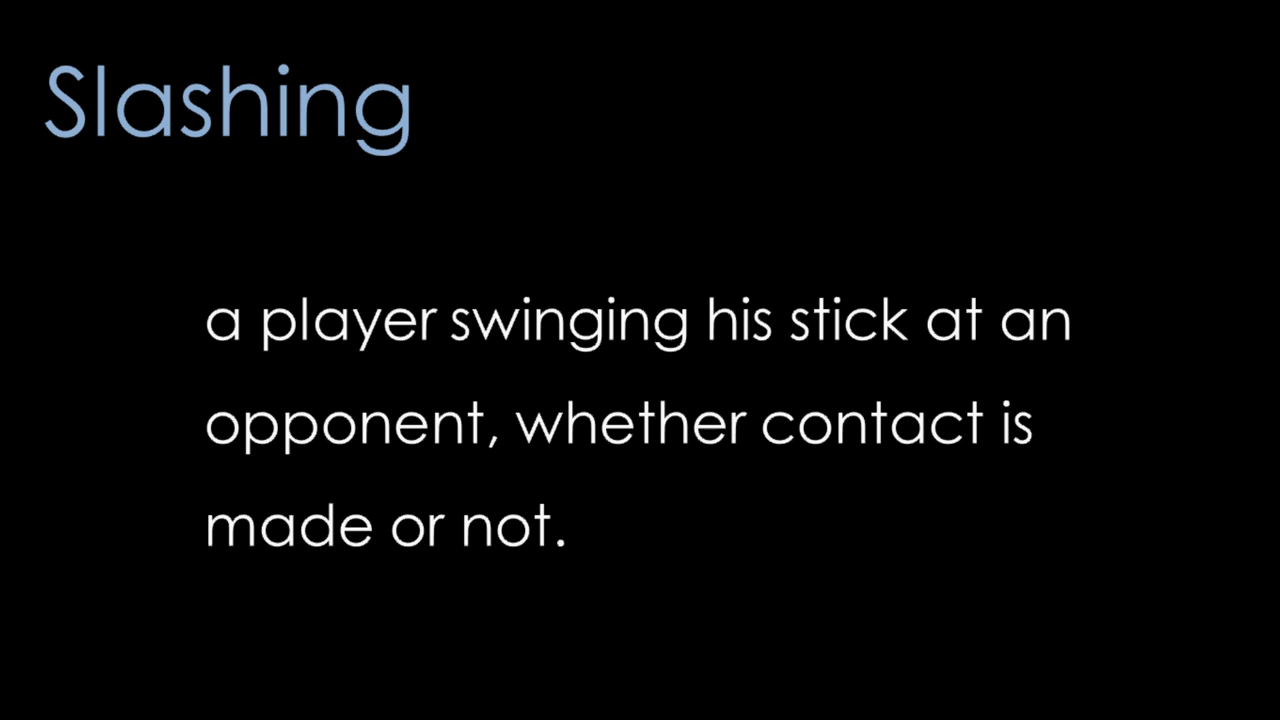 Slashing
a player swinging his stick at an
opponent, whether contact is
made or not.